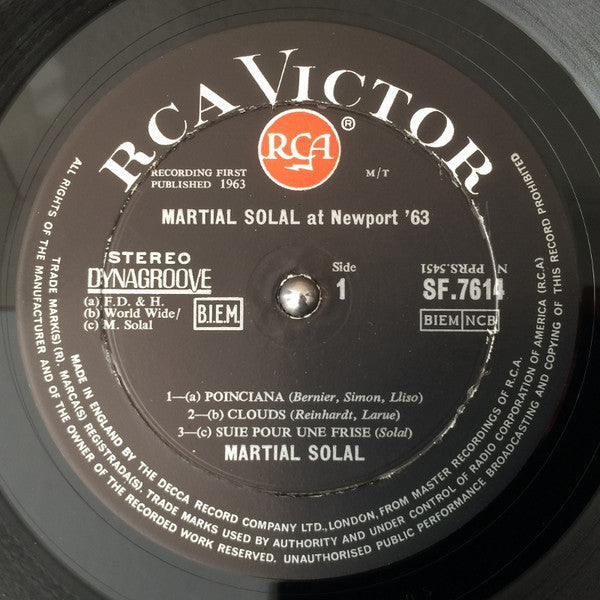 RCA VICTOR
RCA
®
RECORDING FIRST
PUBLISHED 1963
M/T
MARTIAL SOLAL at Newport '63
STEREO
DYNAGROOVE
(a) F.D. & H.
(b) World Wide/
(c) M. Solal
B.I.E.M.
Side
1
N PPRS.5451
SF.7614
BIEM NCB
1—(a) POINCIANA (Bernier, Simon, Lliso)
2—(b) CLOUDS (Reinhardt, Larue)
3—(c) SUIE POUR UNE FRISE (Solal)
MARTIAL SOLAL
ALL RIGHTS OF THE MANUFACTURER AND OF THE OWNER OF THE RECORDED WORK RESERVED. UNAUTHORISED PUBLIC PERFORMANCE BROADCASTING AND COPYING OF THIS RECORD PROHIBITED
TRADE MARK(S) (R). MARCA(S) REGISTRADA(S). TRADE MARKS USED BY AUTHORITY AND UNDER CONTROL OF RADIO CORPORATION OF AMERICA (R.C.A.)
MADE IN ENGLAND BY THE DECCA RECORD COMPANY LTD., LONDON, FROM MASTER RECORDINGS OF R.C.A.